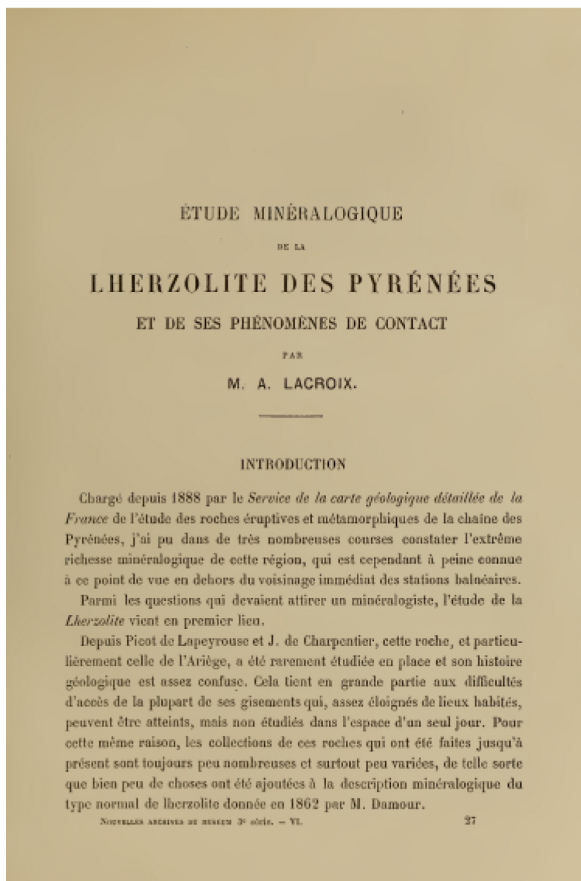 ÉTUDE MINÉRALOGIQUE
DE LA
LHERZOLITE DES PYRÉNÉES
ET DE SES PHÉNOMÈNES DE CONTACT
PAR
M. A. LACROIX.
INTRODUCTION
Chargé depuis 1888 par le Service de la carte géologique détaillée de la
France de l'étude des roches éruptives et métamorphiques de la chaîne des
Pyrénées, j'ai pu dans de très nombreuses courses constater l'extrême
richesse minéralogique de cette région, qui est cependant à peine connue
à ce point de vue en dehors du voisinage immédiat des stations balnéaires.
Parmi les questions qui devaient attirer un minéralogiste, l'étude de la
Lherzolite vient en premier lieu.
Depuis Picot de Lapeyrouse et J. de Charpentier, cette roche, et particu-
lièrement celle de l'Ariège, a été rarement étudiée en place et son histoire
géologique est assez confuse. Cela tient en grande partie aux difficultés
d'accès de la plupart de ses gisements qui, assez éloignés de lieux habités,
peuvent être atteints, mais non étudiés dans l'espace d'un seul jour. Pour
cette même raison, les collections de ces roches qui ont été faites jusqu'à
présent sont toujours peu nombreuses et surtout peu variées, de telle sorte
que bien peu de choses ont été ajoutées à la description minéralogique du
type normal de lherzolite donnée en 1862 par M. Damour.
NOUVELLES ARCHIVES DU MUSEUM 3e série. — VI. 27